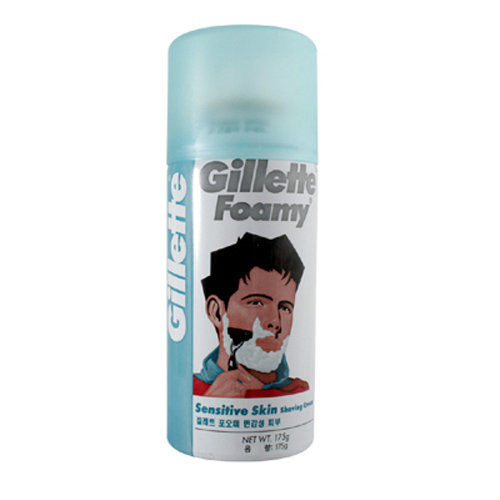 Gillette
Gillette
Foamy
Sensitive Skin Shaving Cream
질레트 포오미 민감성 피부
NET WT. 175g
용 량: 175g